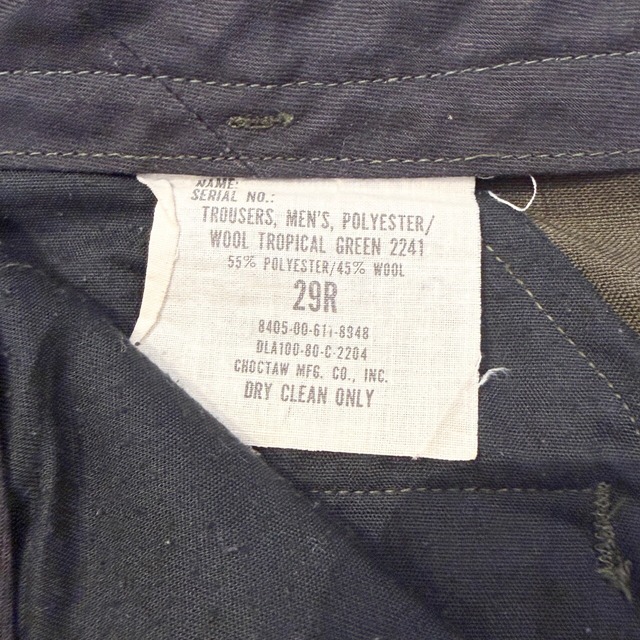 NAME:
SERIAL NO.:
TROUSERS, MEN'S, POLYESTER/
WOOL TROPICAL GREEN 2241
55% POLYESTER/45% WOOL
29R
8405-00-611-8948
DLA100-80-C-2204
CHOCTAW MFG. CO., INC.
DRY CLEAN ONLY